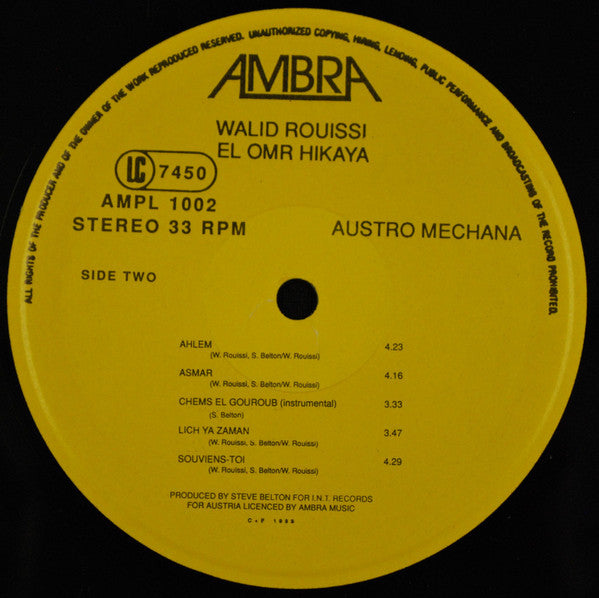 ALL RIGHTS OF THE PRODUCER AND OF THE OWNER OF THE WORK REPRODUCED RESERVED. UNAUTHORIZED COPYING, HIRING, LENDING, PUBLIC PERFORMANCE AND BROADCASTING OF THE RECORD PROHIBITED.
AMBRA
WALID ROUISSI
EL OMR HIKAYA
LC 7450
AMPL 1002
STEREO 33 RPM
AUSTRO MECHANA
SIDE TWO
AHLEM 4.23
(W. Rouissi, S. Belton/W. Rouissi)
ASMAR 4.16
(W. Rouissi, S. Belton/W. Rouissi)
CHEMS EL GOUROUB (instrumental) 3.33
(S. Belton)
LICH YA ZAMAN 3.47
(W. Rouissi, S. Belton/W. Rouissi)
SOUVIENS-TOI 4.29
(W. Rouissi, S. Belton/W. Rouissi)
PRODUCED BY STEVE BELTON FOR I.N.T. RECORDS
FOR AUSTRIA LICENCED BY AMBRA MUSIC
C+P